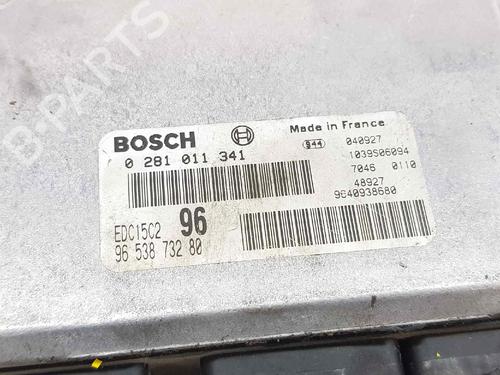 BOSCH
Made in France
0 281 011 341
S44 040927
1039S06094
7046 0110
48927
9640938680
EDC15C2 96
96 538 732 80
B-PARTS